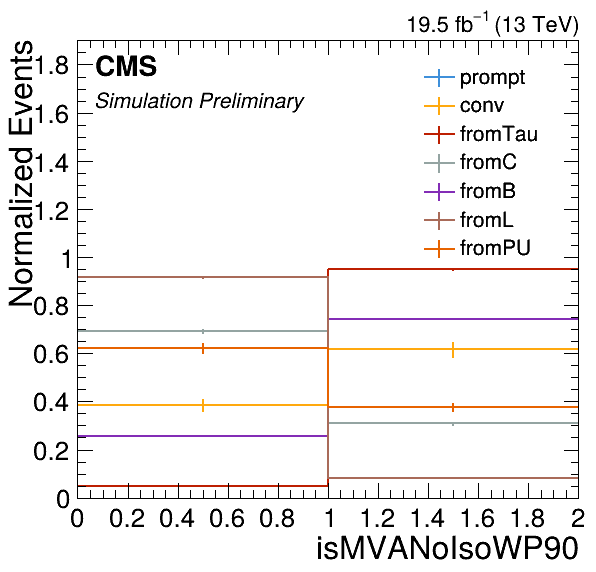 19.5 fb⁻¹ (13 TeV)
CMS
Simulation Preliminary
prompt
conv
fromTau
fromC
fromB
fromL
fromPU
Normalized Events
1.8
1.6
1.4
1.2
1
0.8
0.6
0.4
0.2
0
0 0.2 0.4 0.6 0.8 1 1.2 1.4 1.6 1.8 2
isMVANoIsoWP90